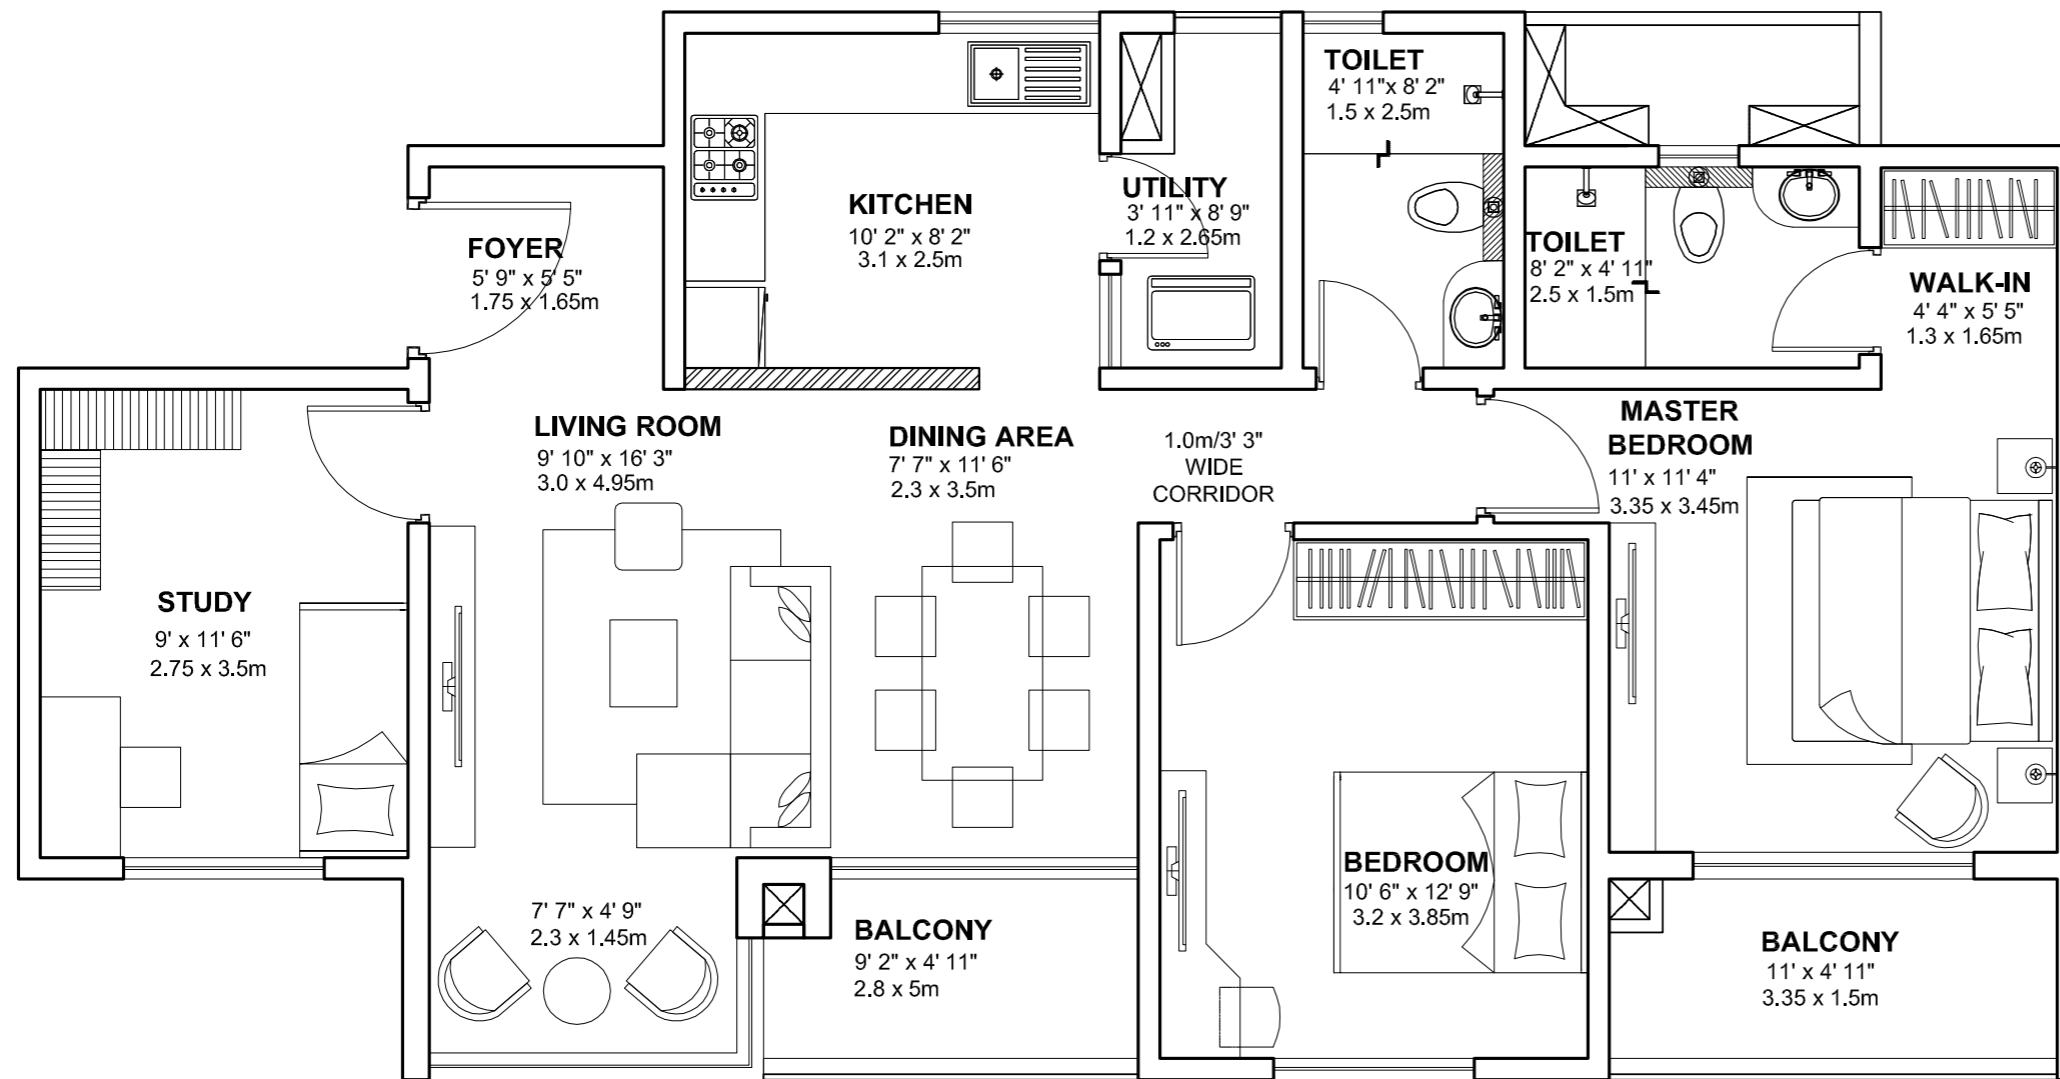 TOILET
4' 11"x 8' 2"
1.5 x 2.5m
KITCHEN
10' 2" x 8' 2"
3.1 x 2.5m
UTILITY
3' 11" x 8' 9"
1.2 x 2.65m
FOYER
5' 9" x 5' 5"
1.75 x 1.65m
TOILET
8' 2" x 4' 11"
2.5 x 1.5m
WALK-IN
4' 4" x 5' 5"
1.3 x 1.65m
LIVING ROOM
9' 10" x 16' 3"
3.0 x 4.95m
DINING AREA
7' 7" x 11' 6"
2.3 x 3.5m
1.0m/3' 3"
WIDE
CORRIDOR
MASTER
BEDROOM
11' x 11' 4"
3.35 x 3.45m
STUDY
9' x 11' 6"
2.75 x 3.5m
7' 7" x 4' 9"
2.3 x 1.45m
BALCONY
9' 2" x 4' 11"
2.8 x 5m
BEDROOM
10' 6" x 12' 9"
3.2 x 3.85m
BALCONY
11' x 4' 11"
3.35 x 1.5m